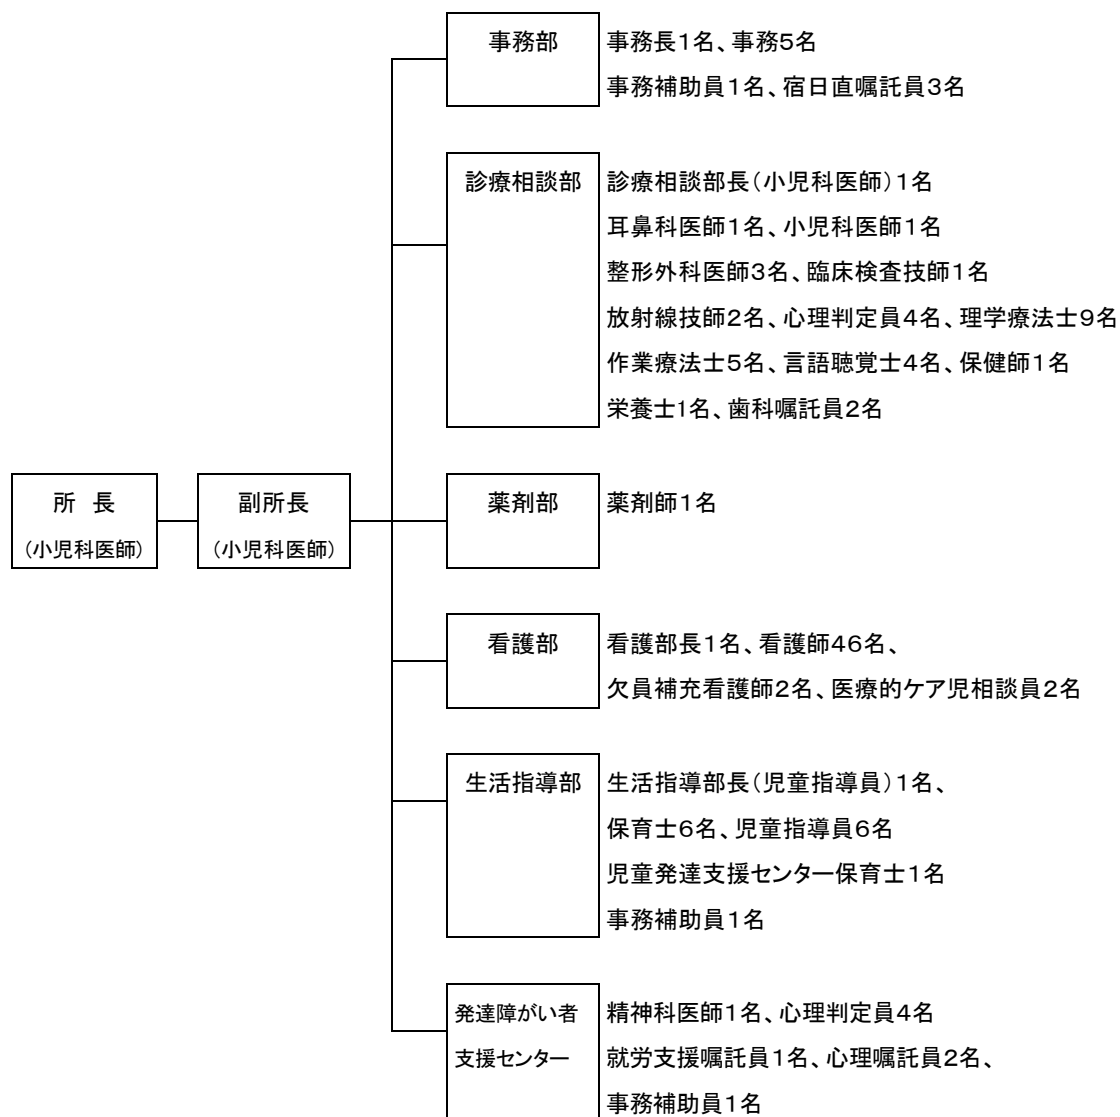 事務部 事務長1名、事務5名
事務補助員1名、宿日直嘱託員3名
診療相談部 診療相談部長(小児科医師)1名
耳鼻科医師1名、小児科医師1名
整形外科医師3名、臨床検査技師1名
放射線技師2名、心理判定員4名、理学療法士9名
作業療法士5名、言語聴覚士4名、保健師1名
栄養士1名、歯科嘱託員2名
所 長
(小児科医師)
副所長
(小児科医師)
薬剤部 薬剤師1名
看護部 看護部長1名、看護師46名、
欠員補充看護師2名、医療的ケア児相談員2名
生活指導部 生活指導部長(児童指導員)1名、
保育士6名、児童指導員6名
児童発達支援センター保育士1名
事務補助員1名
発達障がい者 精神科医師1名、心理判定員4名
支援センター 就労支援嘱託員1名、心理嘱託員2名、
事務補助員1名